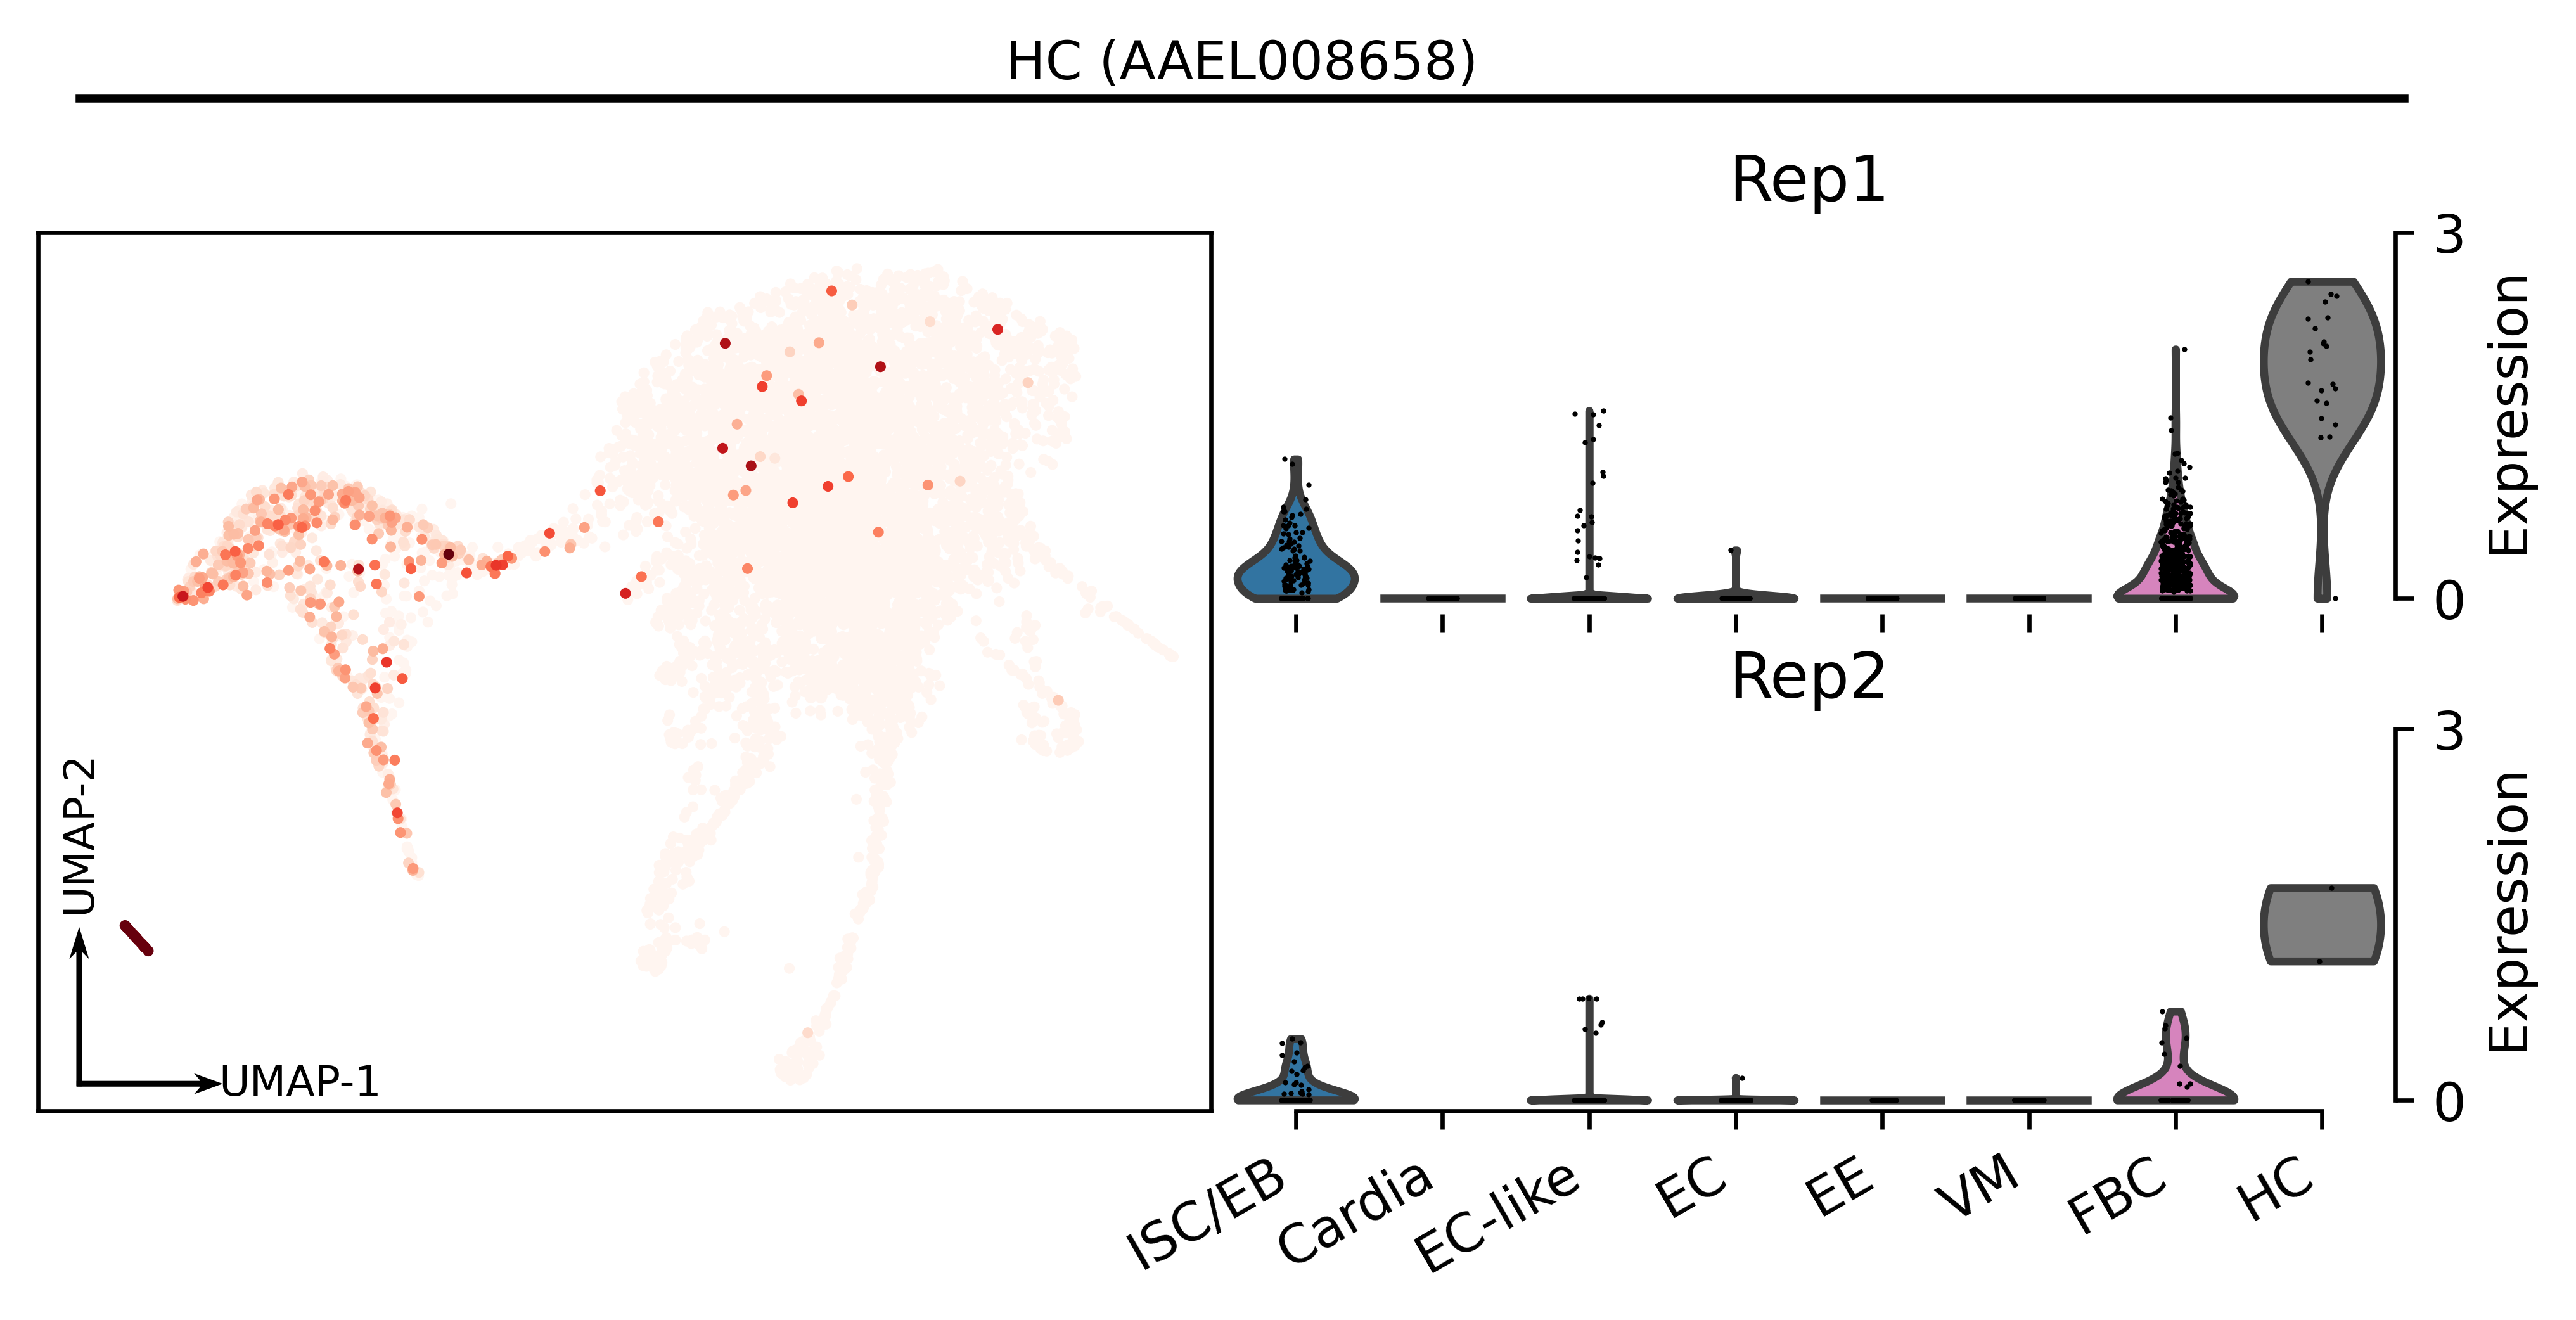 HC (AAEL008658)
UMAP-2
UMAP-1
Rep1
3
0
Expression
Rep2
3
0
Expression
ISC/EB
Cardia
EC-like
EC
EE
VM
FBC
HC